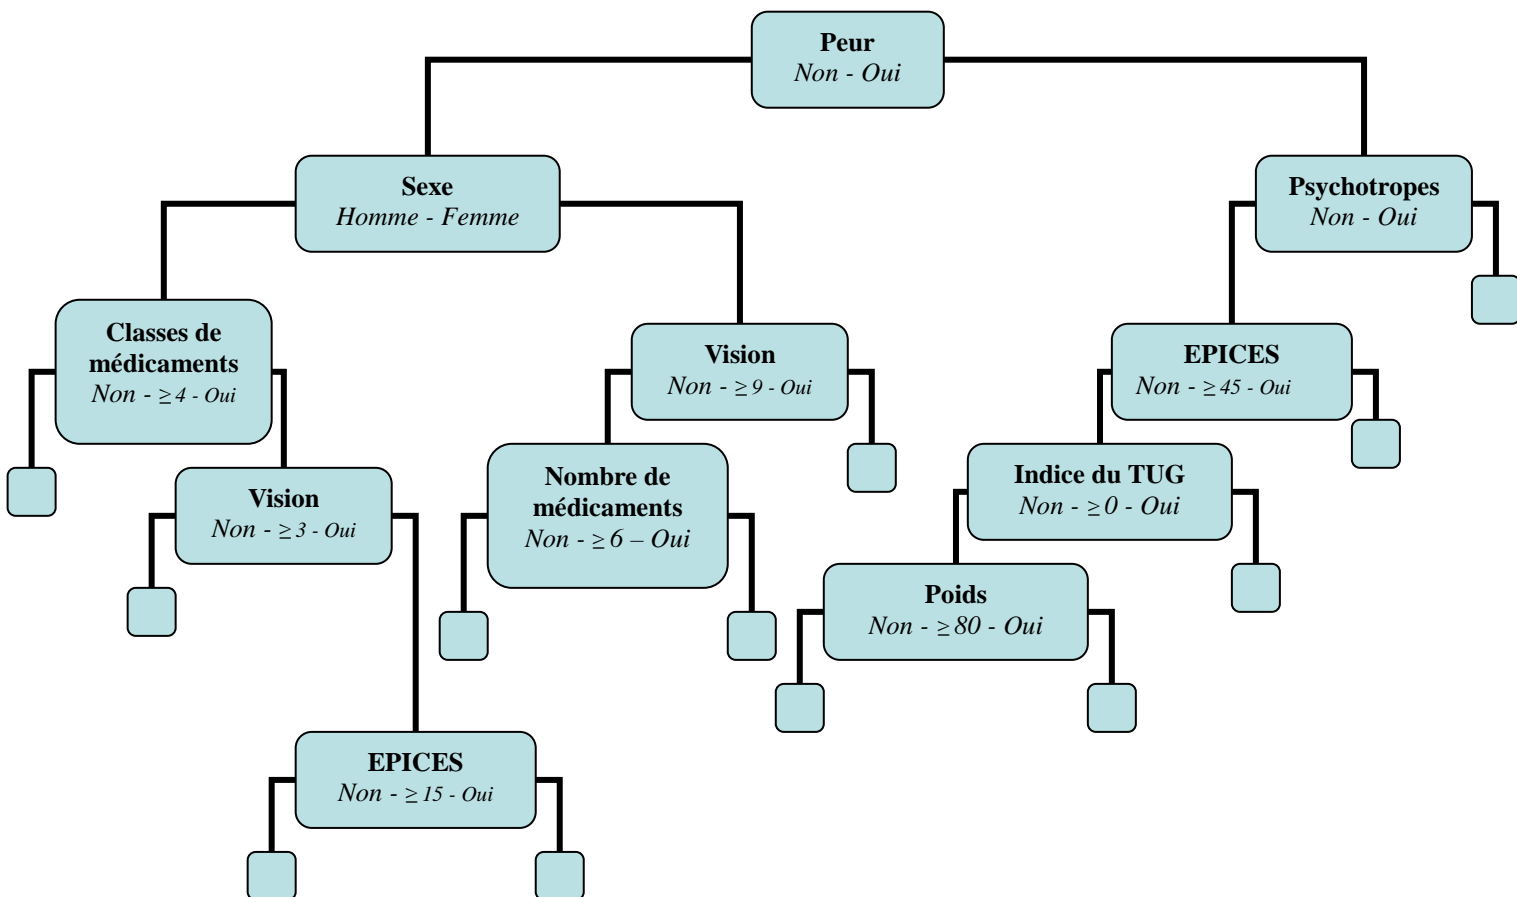 Peur
Non - Oui
Sexe
Homme - Femme
Psychotropes
Non - Oui
Classes de
médicaments
Non - ≥ 4 - Oui
Vision
Non - ≥ 9 - Oui
EPICES
Non - ≥ 45 - Oui
Vision
Non - ≥ 3 - Oui
Nombre de
médicaments
Non - ≥ 6 – Oui
Indice du TUG
Non - ≥ 0 - Oui
Poids
Non - ≥ 80 - Oui
EPICES
Non - ≥ 15 - Oui